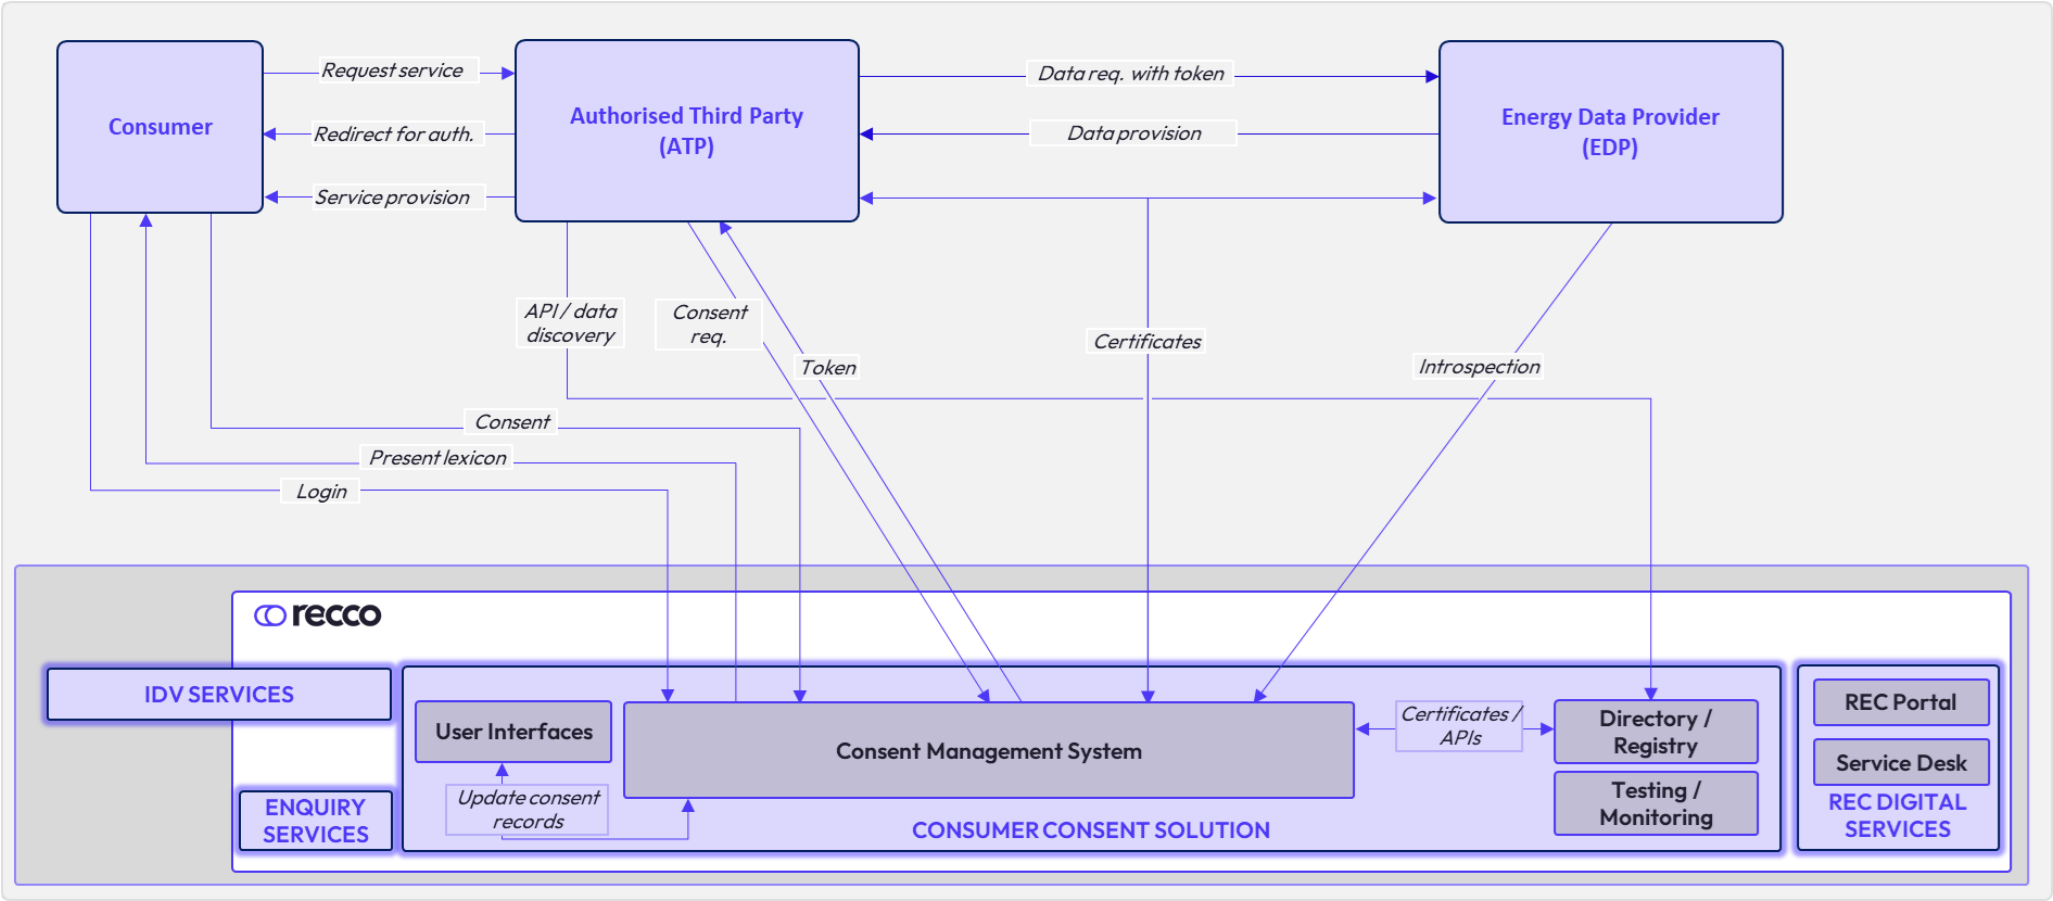 Consumer
Request service
Redirect for auth.
Service provision
Authorised Third Party
(ATP)
Data req. with token
Data provision
Energy Data Provider
(EDP)
API / data
discovery
Consent
req.
Token
Certificates
Introspection
Consent
Present lexicon
Login
recco
IDV SERVICES
ENQUIRY
SERVICES
User Interfaces
Update consent
records
Consent Management System
CONSUMER CONSENT SOLUTION
Certificates /
APIs
Directory /
Registry
Testing /
Monitoring
REC Portal
Service Desk
REC DIGITAL
SERVICES